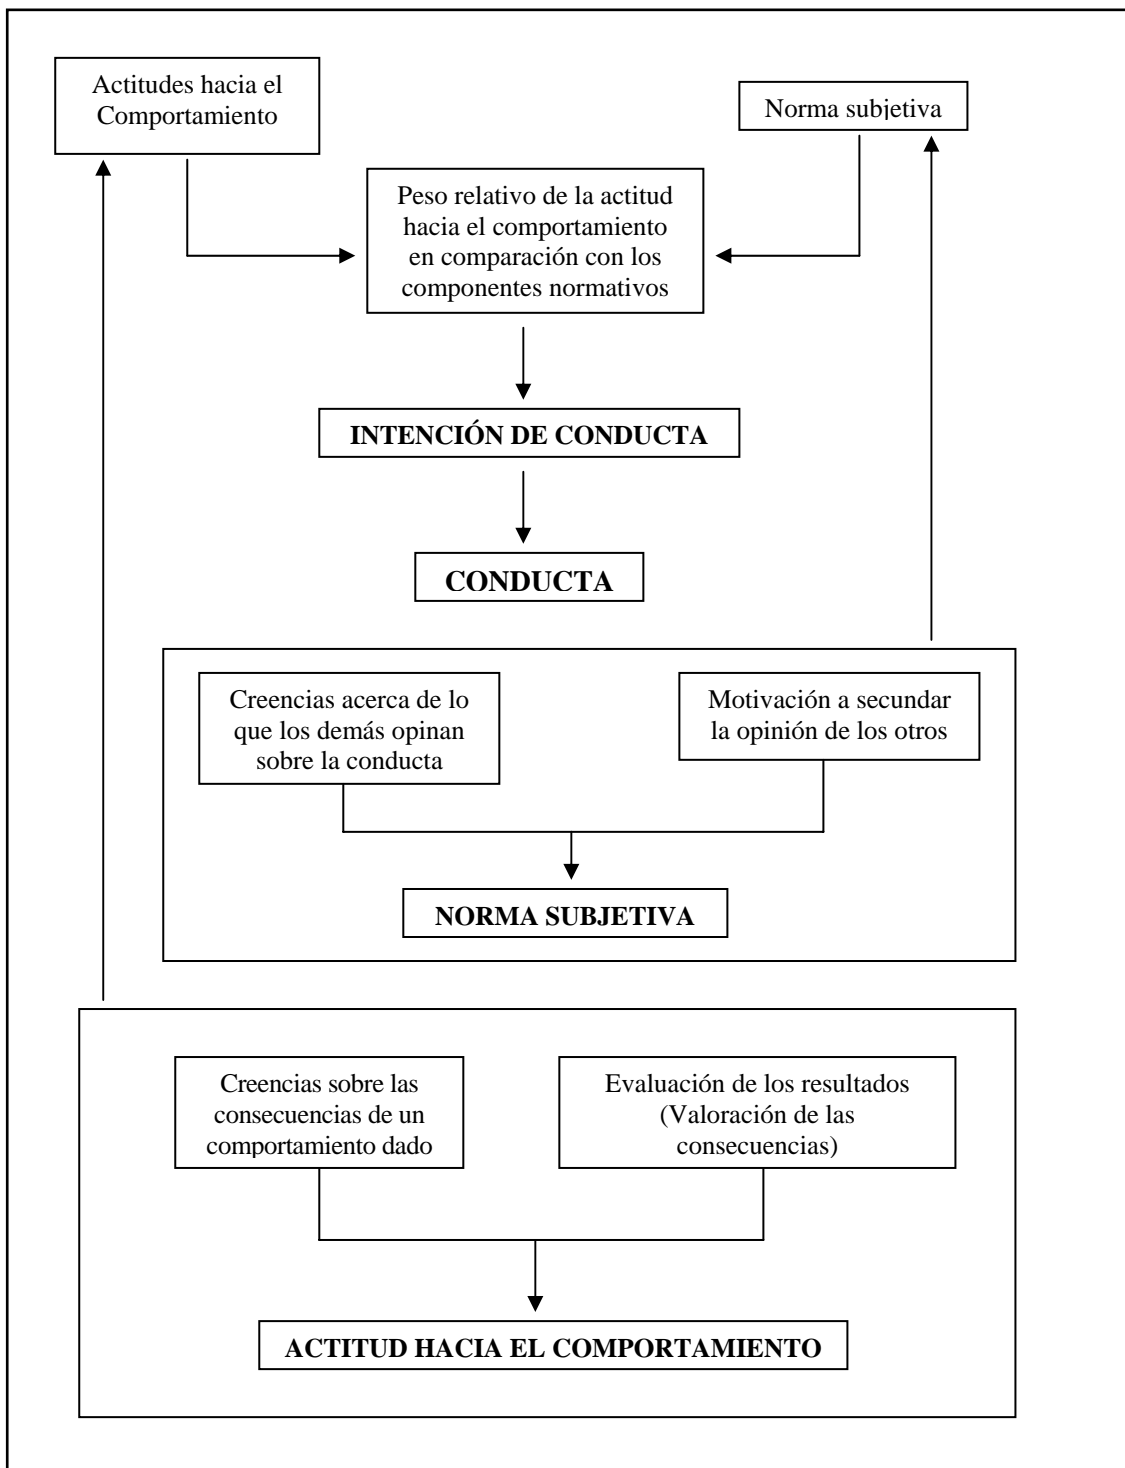 Actitudes hacia el
Comportamiento
Norma subjetiva
Peso relativo de la actitud
hacia el comportamiento
en comparación con los
componentes normativos
INTENCIÓN DE CONDUCTA
CONDUCTA
Creencias acerca de lo
que los demás opinan
sobre la conducta
Motivación a secundar
la opinión de los otros
NORMA SUBJETIVA
Creencias sobre las
consecuencias de un
comportamiento dado
Evaluación de los resultados
(Valoración de las
consecuencias)
ACTITUD HACIA EL COMPORTAMIENTO